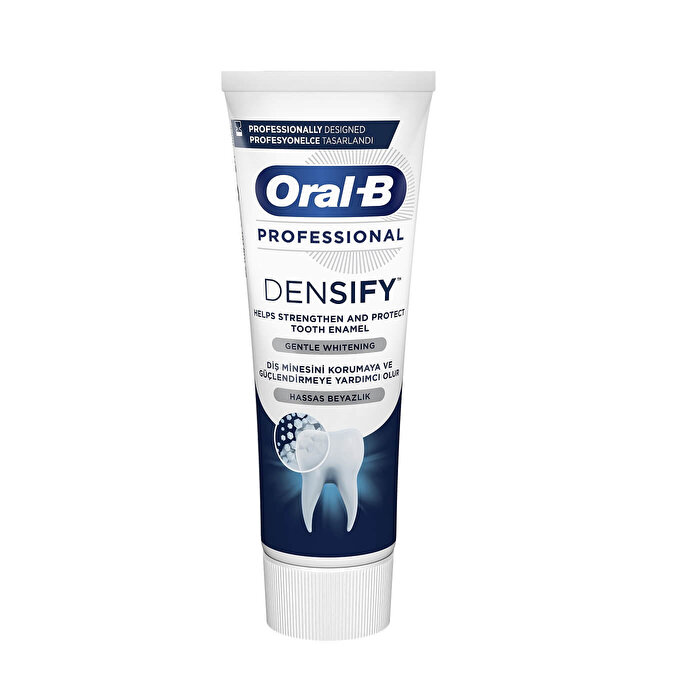 PROFESSIONALLY DESIGNED
PROFESYONELCE TASARLANDI
Oral-B
PROFESSIONAL
DENSIFY™
HELPS STRENGTHEN AND PROTECT
TOOTH ENAMEL
GENTLE WHITENING
DİŞ MİNESİNİ KORUMAYA VE
GÜÇLENDİRMEYE YARDIMCI OLUR
HASSAS BEYAZLIK